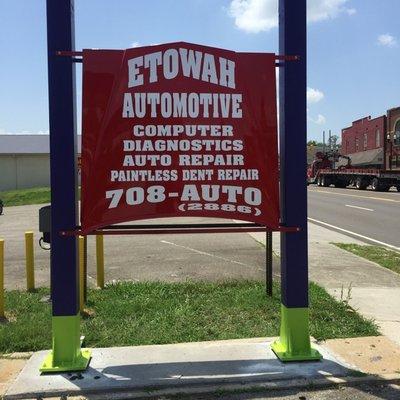 ETOWAH
AUTOMOTIVE
COMPUTER
DIAGNOSTICS
AUTO REPAIR
PAINTLESS DENT REPAIR
708-AUTO
(2886)